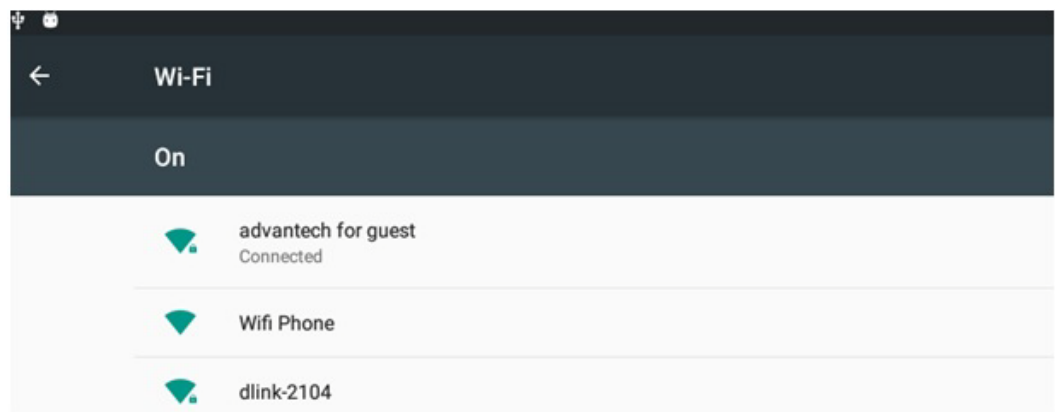 Wi-Fi
On
advantech for guest
Connected
Wifi Phone
dlink-2104